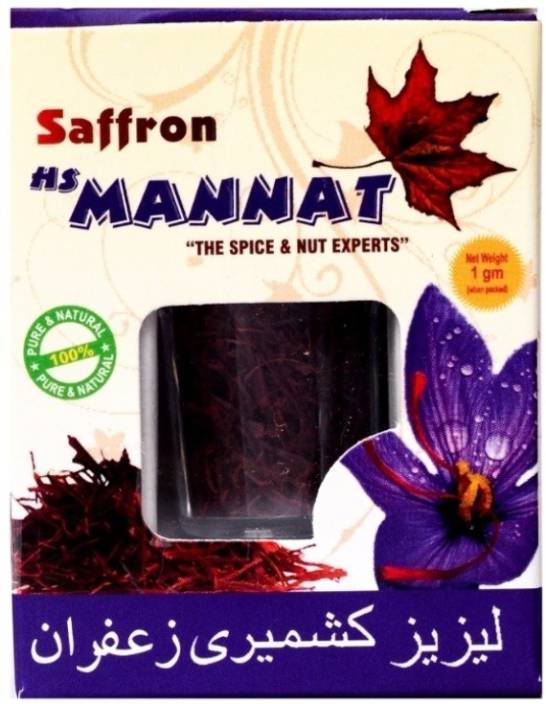 Saffron
HS MANNAT
"THE SPICE & NUT EXPERTS"
Net Weight
1 gm
(when packed)
PURE & NATURAL
100%
PURE & NATURAL
لیزیز کشمیری زعفران